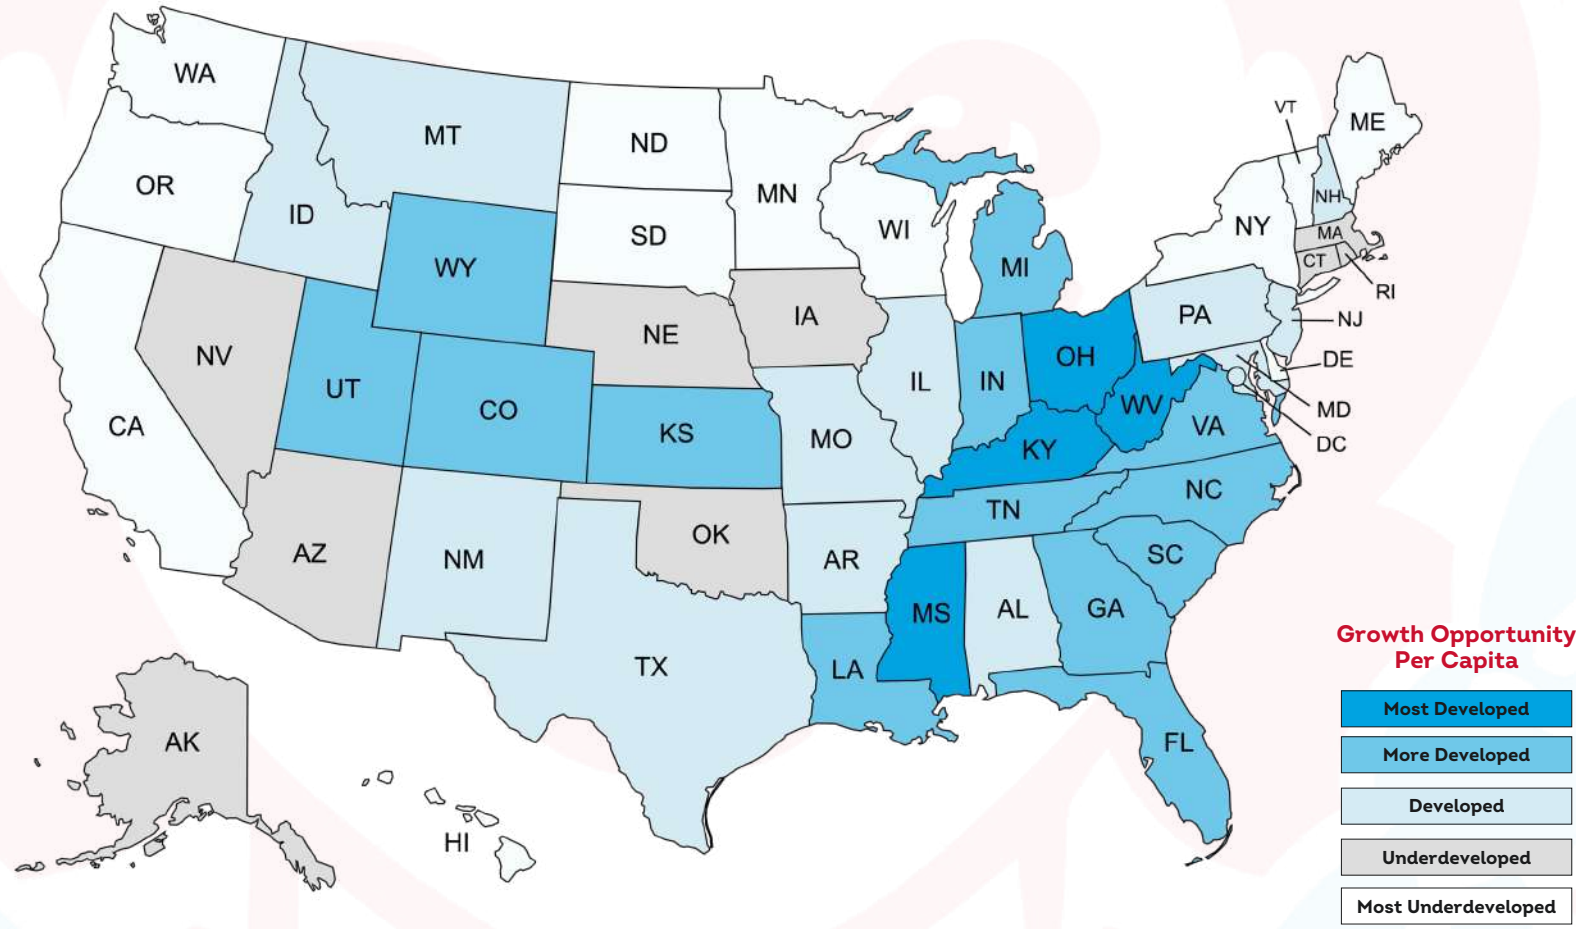 WA
OR
CA
ID
NV
MT
WY
UT
CO
AZ
NM
ND
SD
NE
KS
OK
TX
MN
IA
MO
AR
LA
WI
IL
MI
IN
OH
KY
TN
MS
AL
GA
FL
SC
NC
VA
WV
PA
NY
VT
NH
ME
MA
CT
RI
NJ
DE
MD
DC
AK
HI
Growth Opportunity
Per Capita
Most Developed
More Developed
Developed
Underdeveloped
Most Underdeveloped